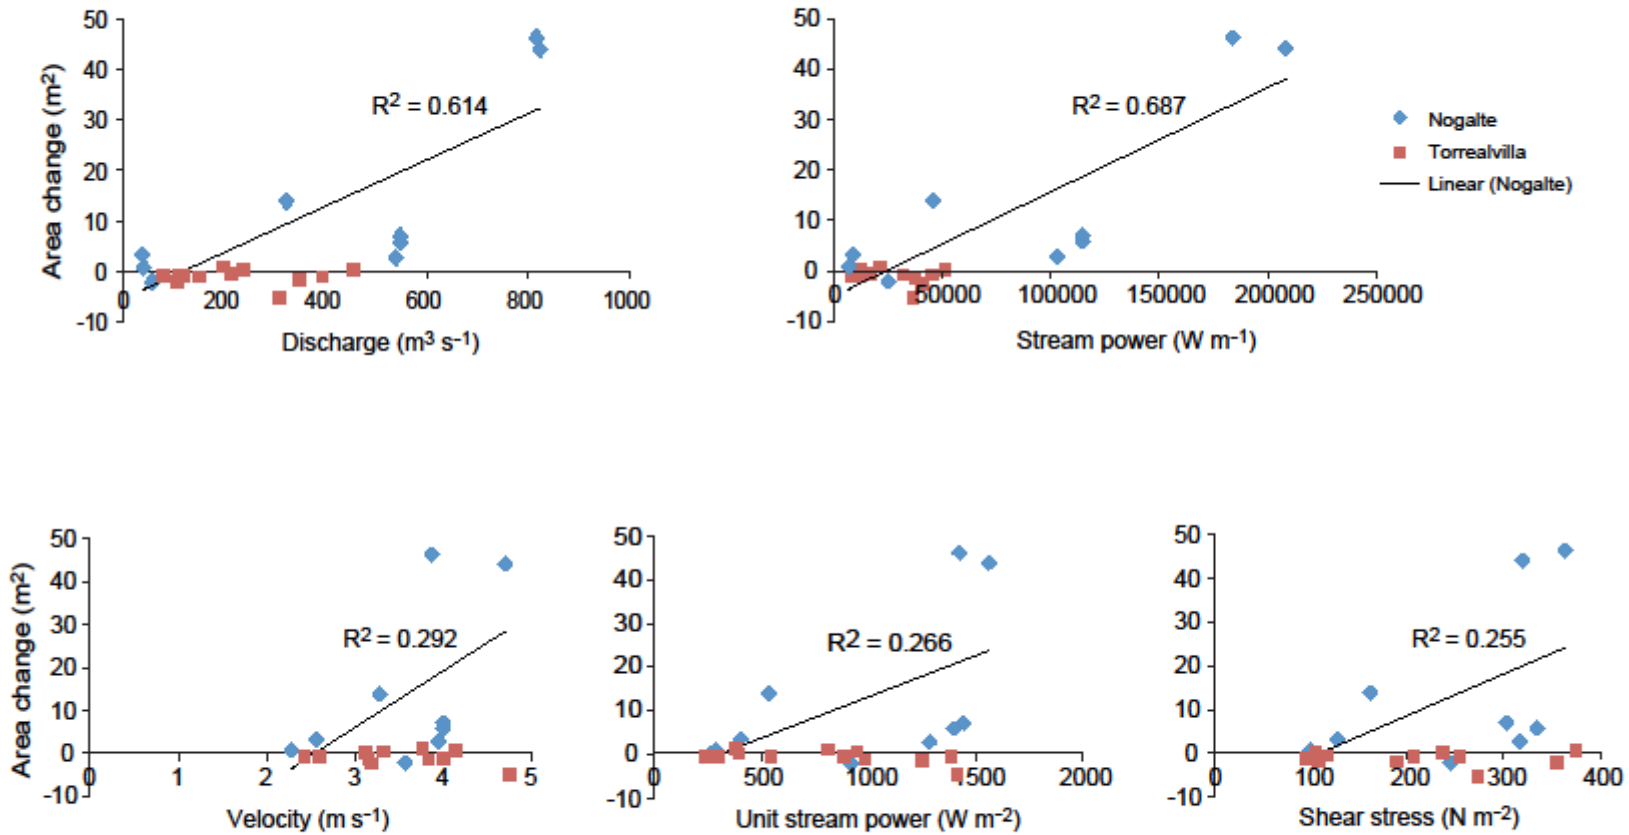 50
40
30
20
10
0
-10
Area change (m²)
R² = 0.614
0 200 400 600 800 1000
Discharge (m³ s⁻¹)
50
40
30
20
10
0
-10
R² = 0.687
0 50000 100000 150000 200000 250000
Stream power (W m⁻¹)
Nogalte
Torrealvilla
Linear (Nogalte)
50
40
30
20
10
0
-10
Area change (m²)
R² = 0.292
0 1 2 3 4 5
Velocity (m s⁻¹)
50
40
30
20
10
0
-10
R² = 0.266
0 500 1000 1500 2000
Unit stream power (W m⁻²)
50
40
30
20
10
0
-10
R² = 0.255
0 100 200 300 400
Shear stress (N m⁻²)